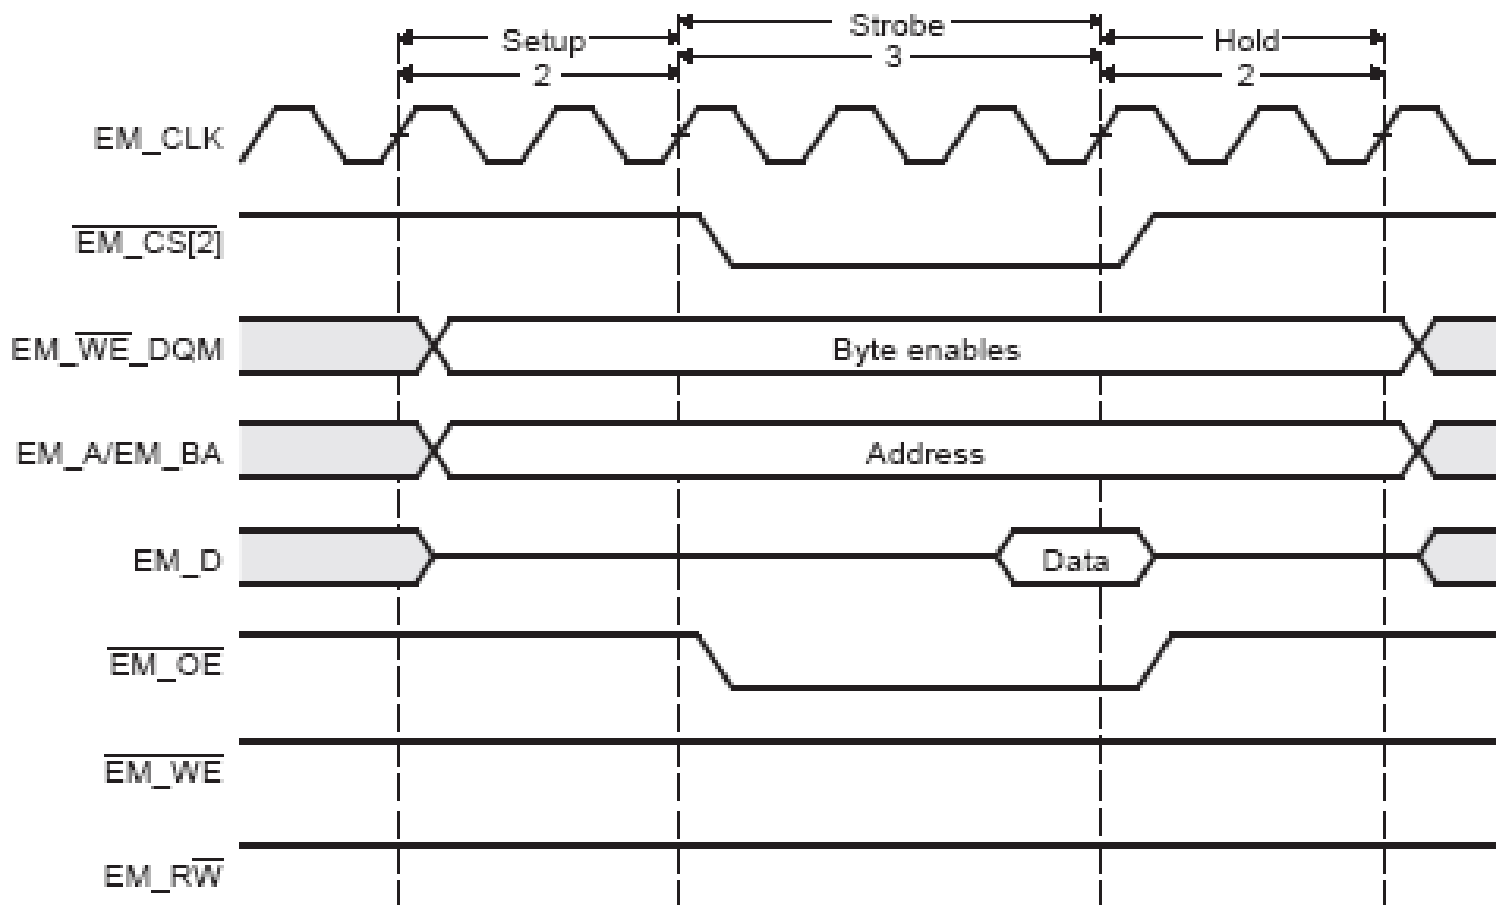 Setup
Strobe
Hold
2
3
2
EM_CLK
EM_CS[2]
EM_WE_DQM
Byte enables
EM_A/EM_BA
Address
EM_D
Data
EM_OE
EM_WE
EM_RW